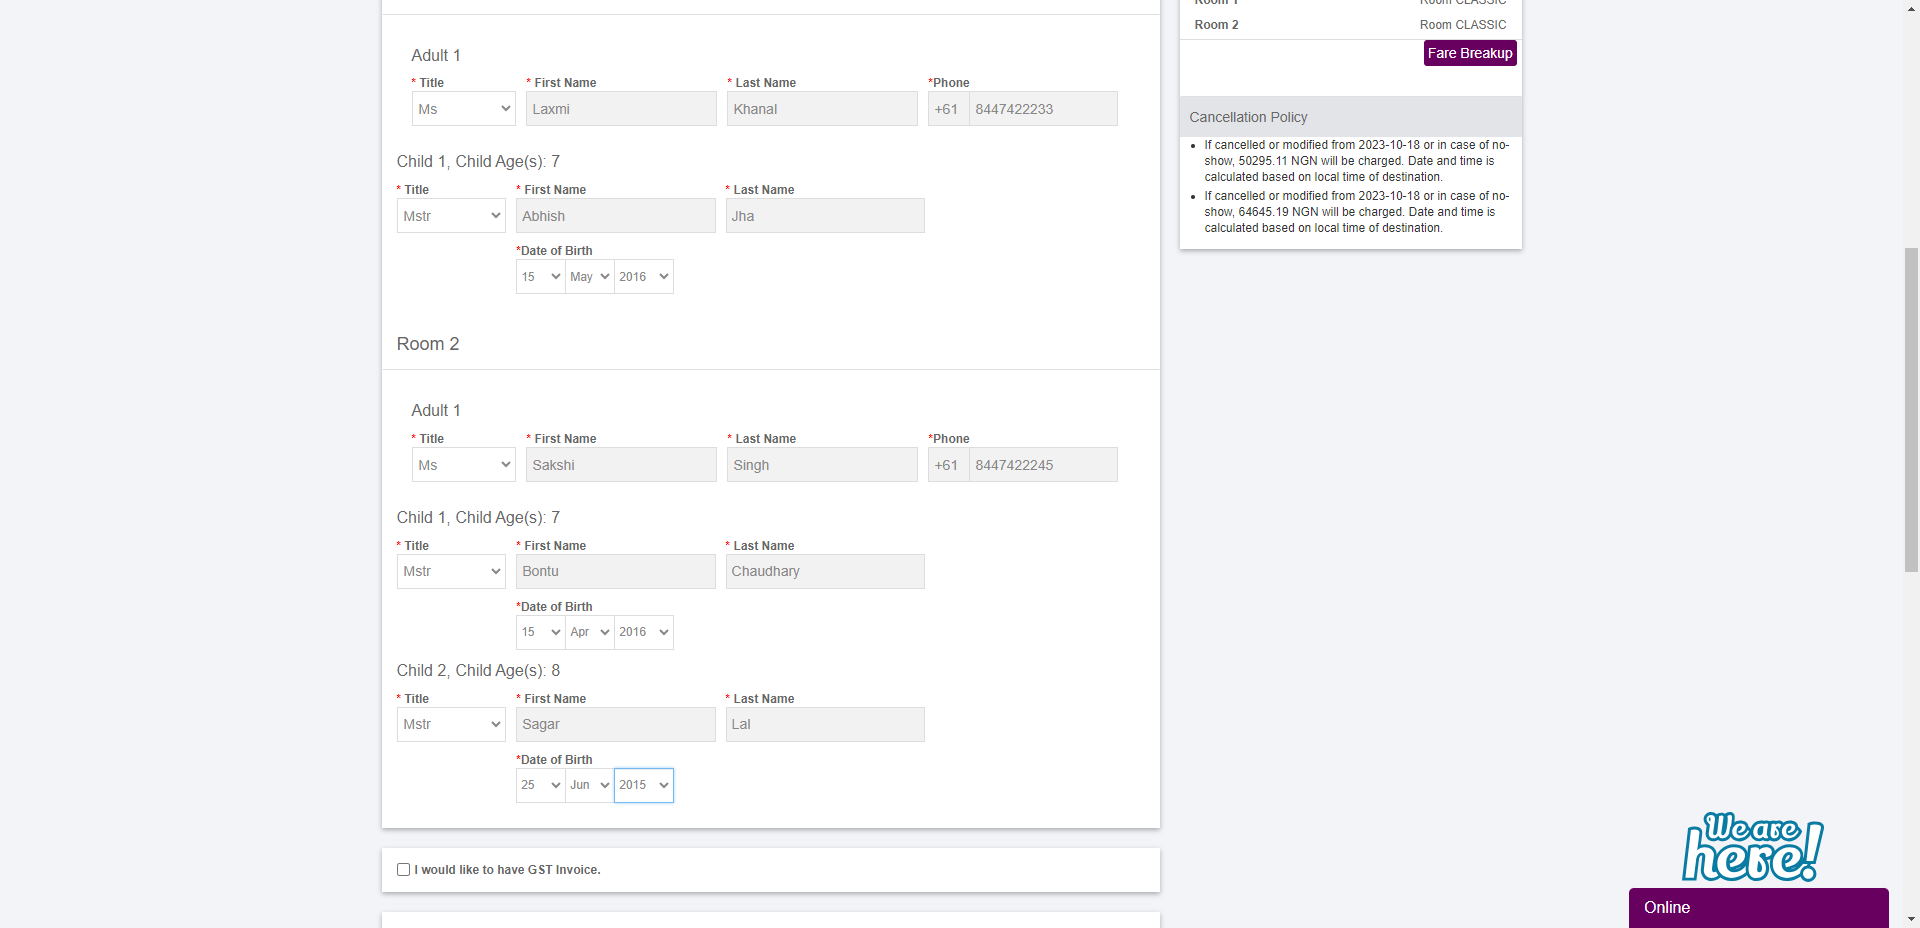 Adult 1
* Title * First Name * Last Name *Phone
Ms Laxmi Khanal +61 8447422233
Child 1, Child Age(s): 7
* Title * First Name * Last Name
Mstr Abhish Jha
*Date of Birth
15 May 2016
Room 2
Adult 1
* Title * First Name * Last Name *Phone
Ms Sakshi Singh +61 8447422245
Child 1, Child Age(s): 7
* Title * First Name * Last Name
Mstr Bontu Chaudhary
*Date of Birth
15 Apr 2016
Child 2, Child Age(s): 8
* Title * First Name * Last Name
Mstr Sagar Lal
*Date of Birth
25 Jun 2015
I would like to have GST Invoice.
Room 1 Room CLASSIC
Room 2 Room CLASSIC
Fare Breakup
Cancellation Policy
• If cancelled or modified from 2023-10-18 or in case of no-
show, 50295.11 NGN will be charged. Date and time is
calculated based on local time of destination.
• If cancelled or modified from 2023-10-18 or in case of no-
show, 64645.19 NGN will be charged. Date and time is
calculated based on local time of destination.
We are
here!
Online